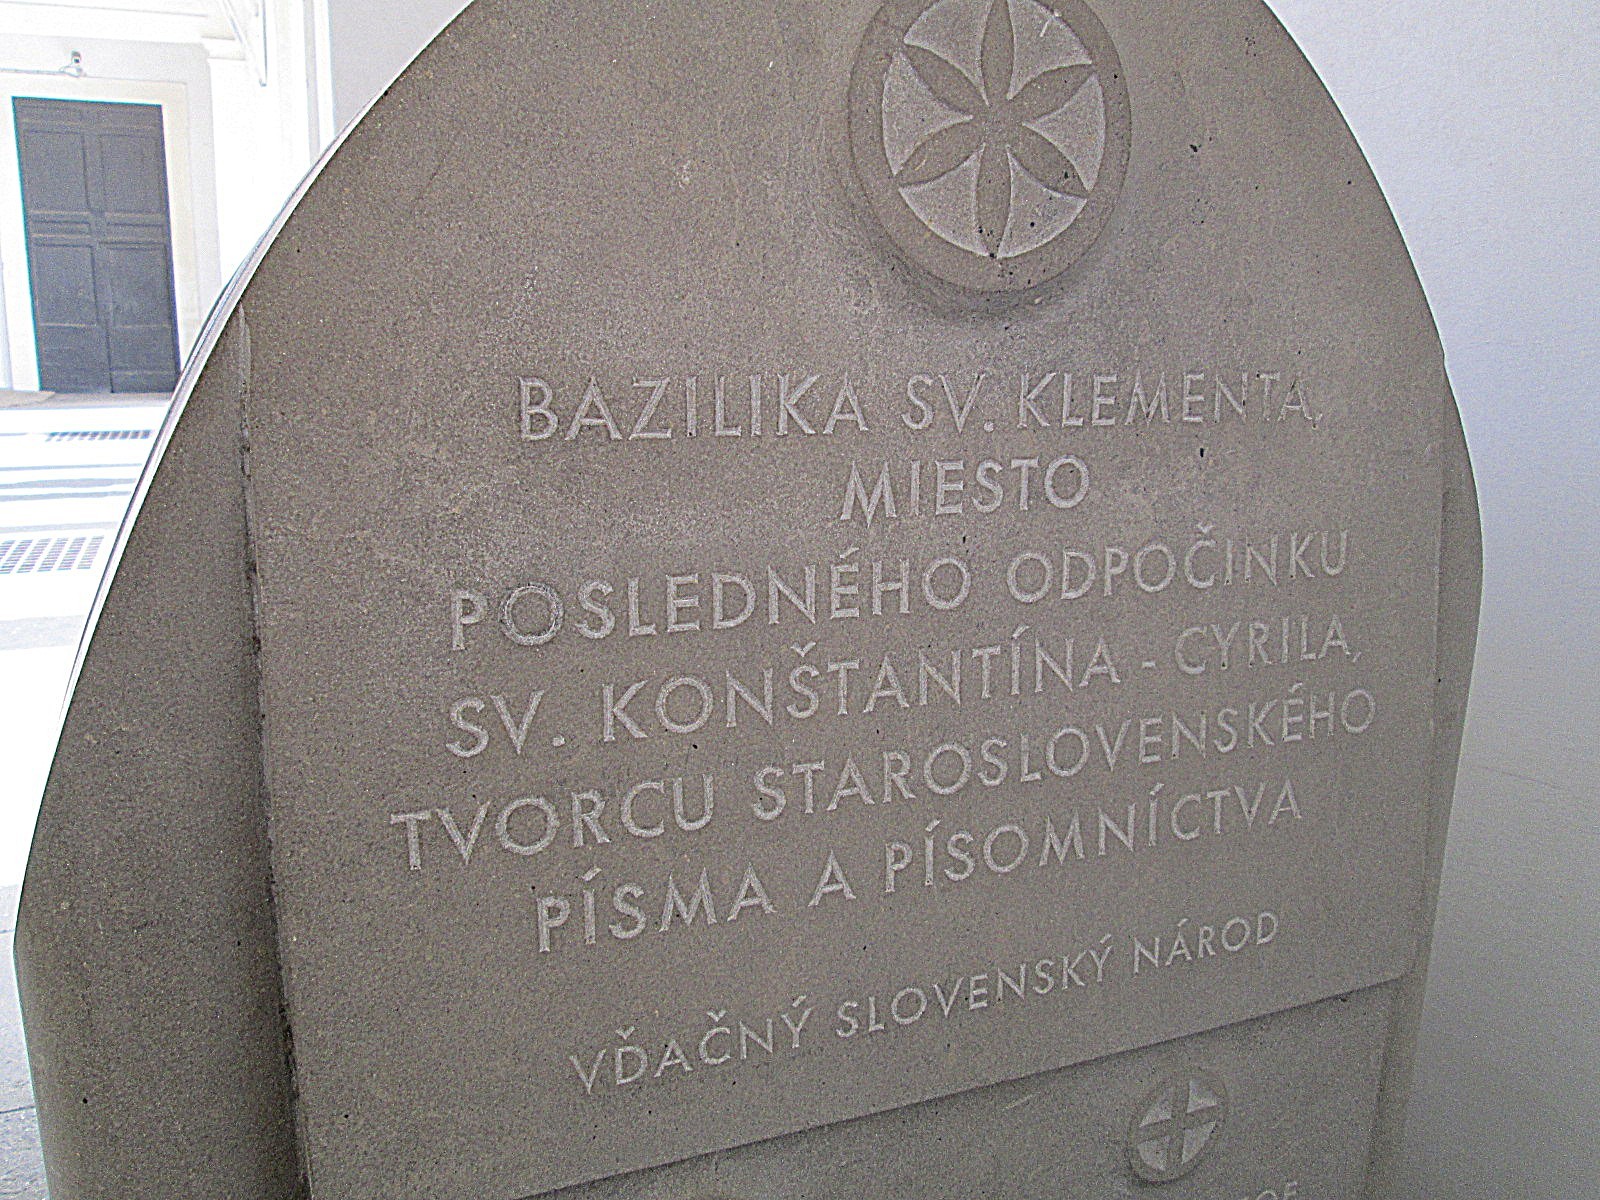 BAZILIKA SV. KLEMENTA,
MIESTO
POSLEDNÉHO ODPOČINKU
SV. KONŠTANTÍNA - CYRILA,
TVORCU STAROSLOVENSKÉHO
PÍSMA A PÍSOMNÍCTVA
VĎAČNÝ SLOVENSKÝ NÁROD